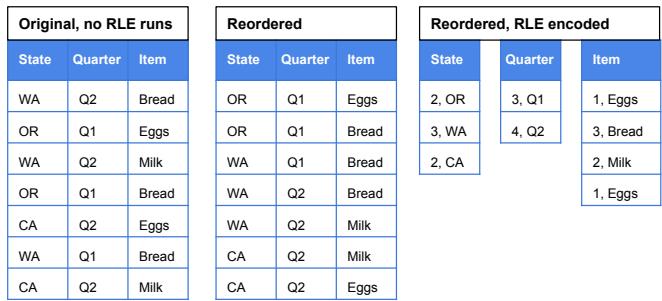 Original, no RLE runs
State Quarter Item
WA Q2 Bread
OR Q1 Eggs
WA Q2 Milk
OR Q1 Bread
CA Q2 Eggs
WA Q1 Bread
CA Q2 Milk
Reordered
State Quarter Item
OR Q1 Eggs
OR Q1 Bread
WA Q1 Bread
WA Q2 Bread
WA Q2 Milk
CA Q2 Milk
CA Q2 Eggs
Reordered, RLE encoded
State Quarter Item
2, OR 3, Q1 1, Eggs
3, WA 4, Q2 3, Bread
2, CA 2, Milk
1, Eggs